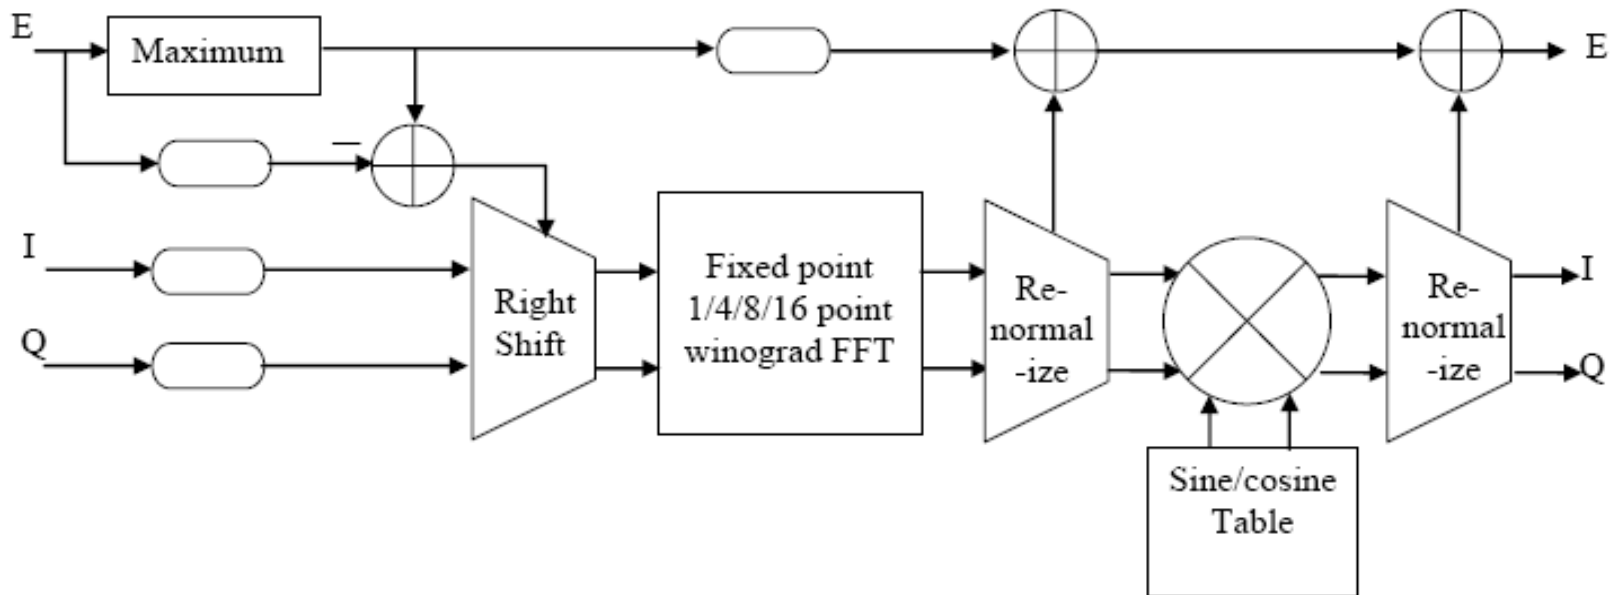 E
Maximum
E
−
I
Q
Right
Shift
Fixed point
1/4/8/16 point
winograd FFT
Re-
normal
-ize
Re-
normal
-ize
I
Q
Sine/cosine
Table